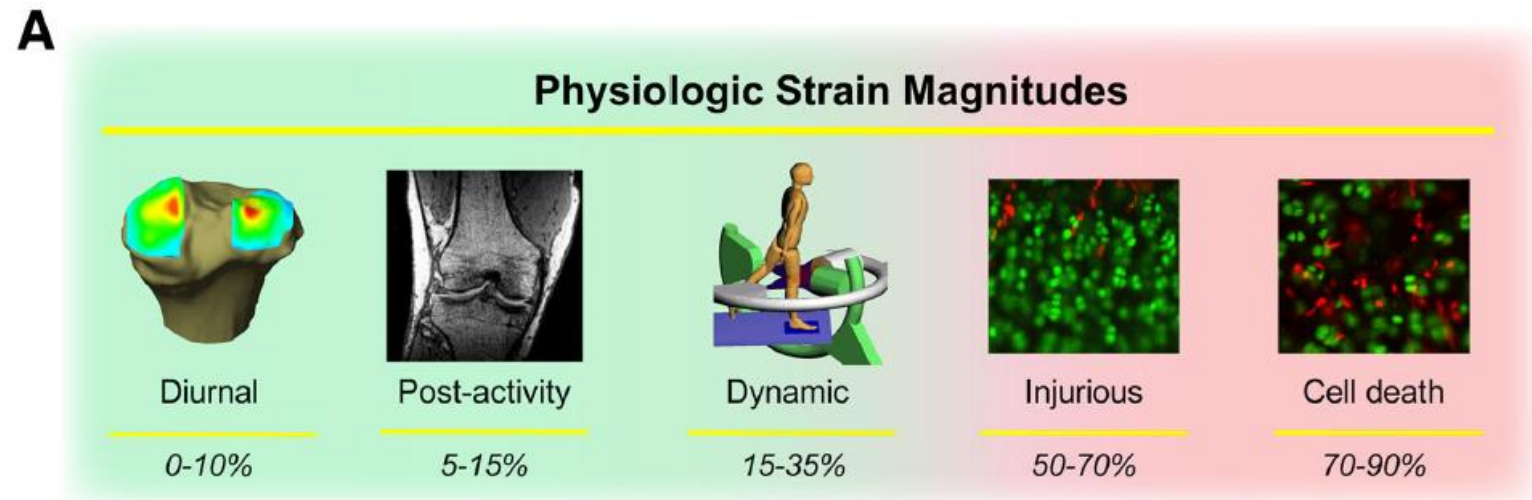 A
Physiologic Strain Magnitudes
Diurnal
Post-activity
Dynamic
Injurious
Cell death
0-10%
5-15%
15-35%
50-70%
70-90%